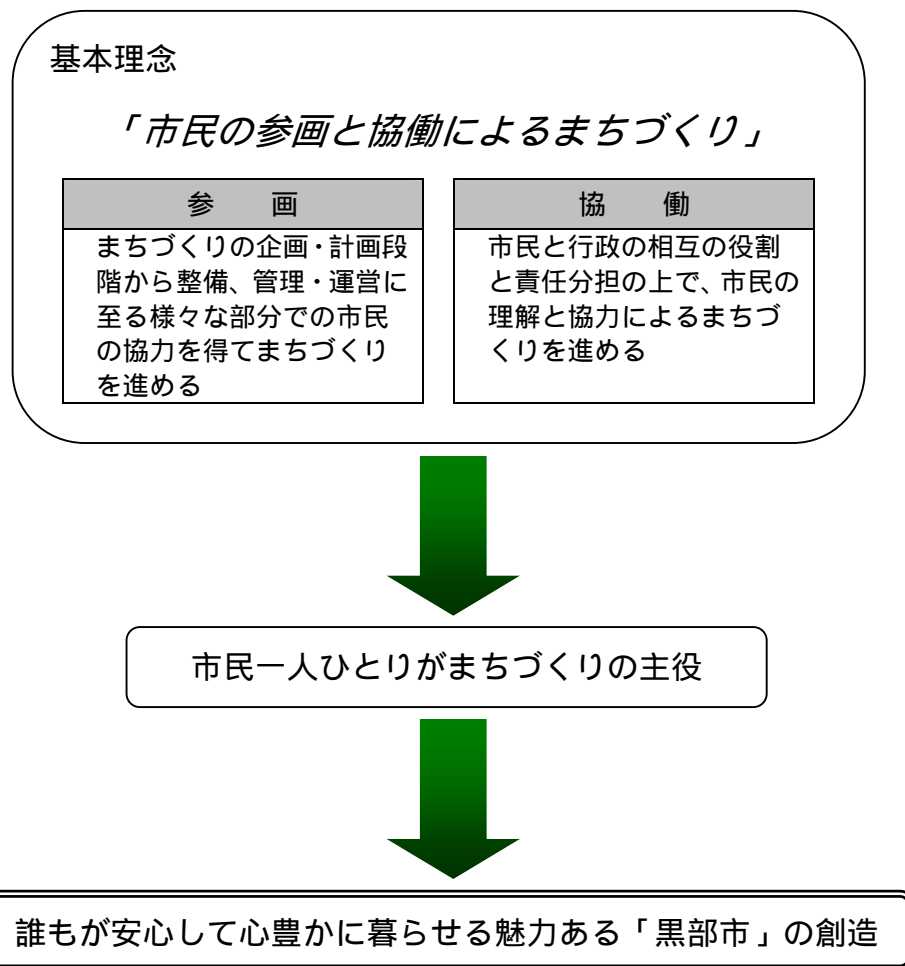 基本理念
「市民の参画と協働によるまちづくり」
参　画
まちづくりの企画・計画段
階から整備、管理・運営に
至る様々な部分での市民
の協力を得てまちづくり
を進める
協　働
市民と行政の相互の役割
と責任分担の上で、市民の
理解と協力によるまちづ
くりを進める
市民一人ひとりがまちづくりの主役
誰もが安心して心豊かに暮らせる魅力ある「黒部市」の創造